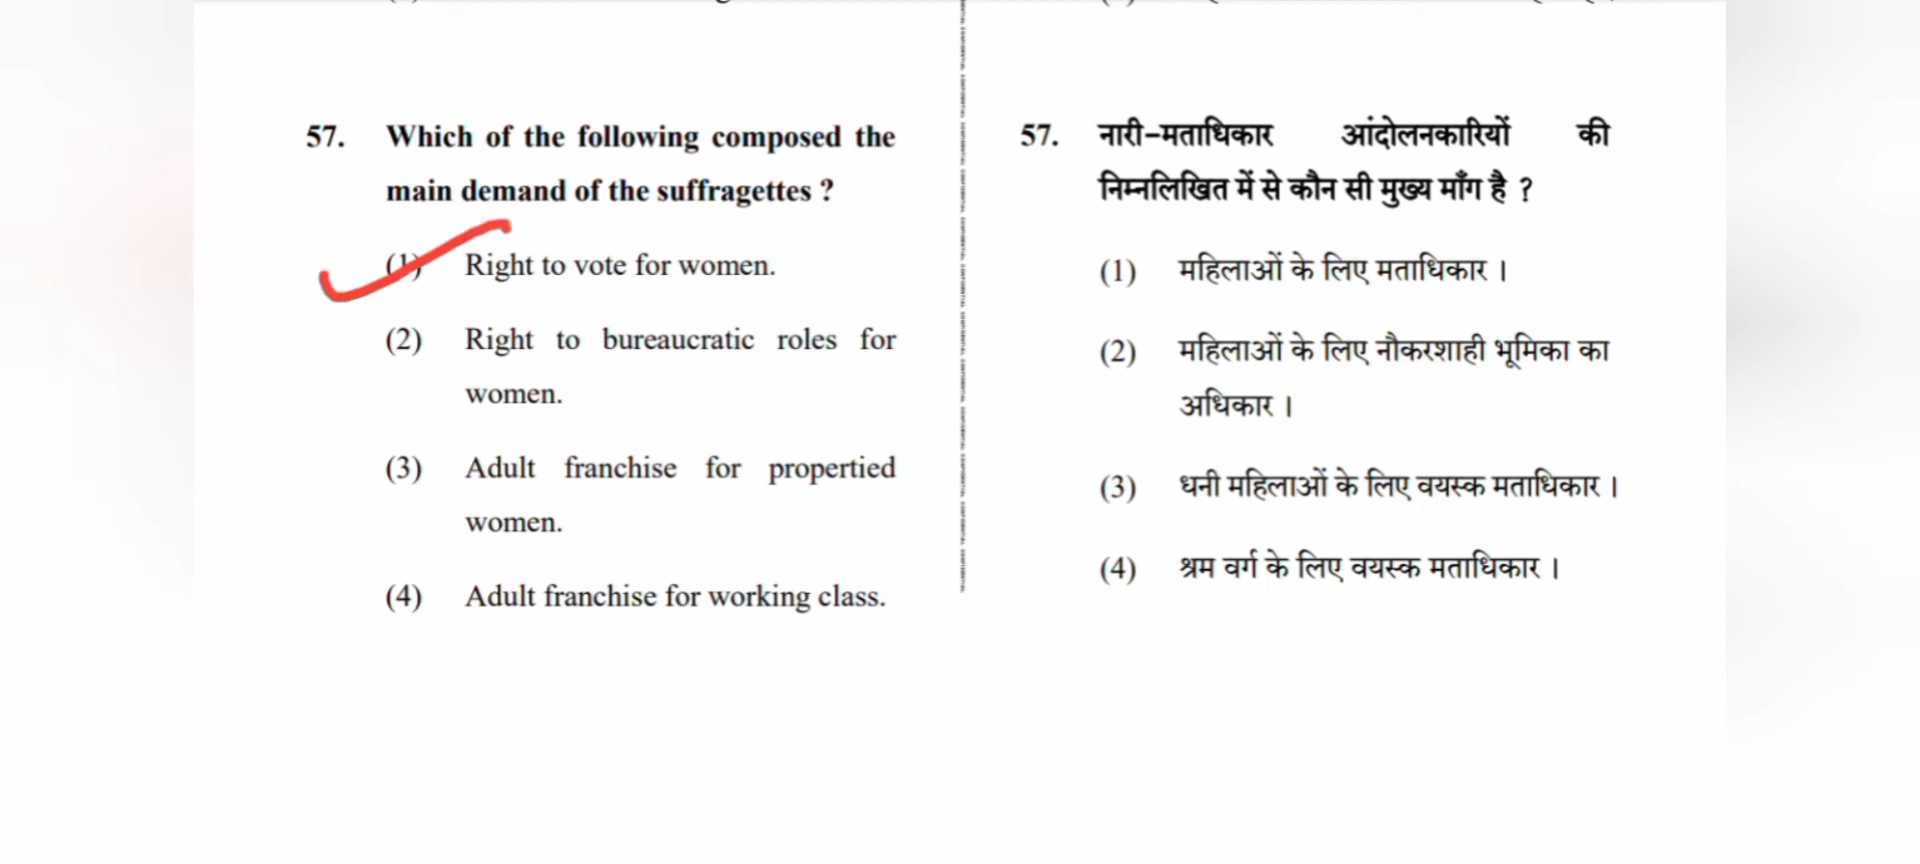 57. Which of the following composed the
main demand of the suffragettes ?
(1) Right to vote for women.
(2) Right to bureaucratic roles for
women.
(3) Adult franchise for propertied
women.
(4) Adult franchise for working class.
57. नारी-मताधिकार आंदोलनकारियों की
निम्नलिखित में से कौन सी मुख्य माँग है ?
(1) महिलाओं के लिए मताधिकार ।
(2) महिलाओं के लिए नौकरशाही भूमिका का
अधिकार ।
(3) धनी महिलाओं के लिए वयस्क मताधिकार ।
(4) श्रम वर्ग के लिए वयस्क मताधिकार ।